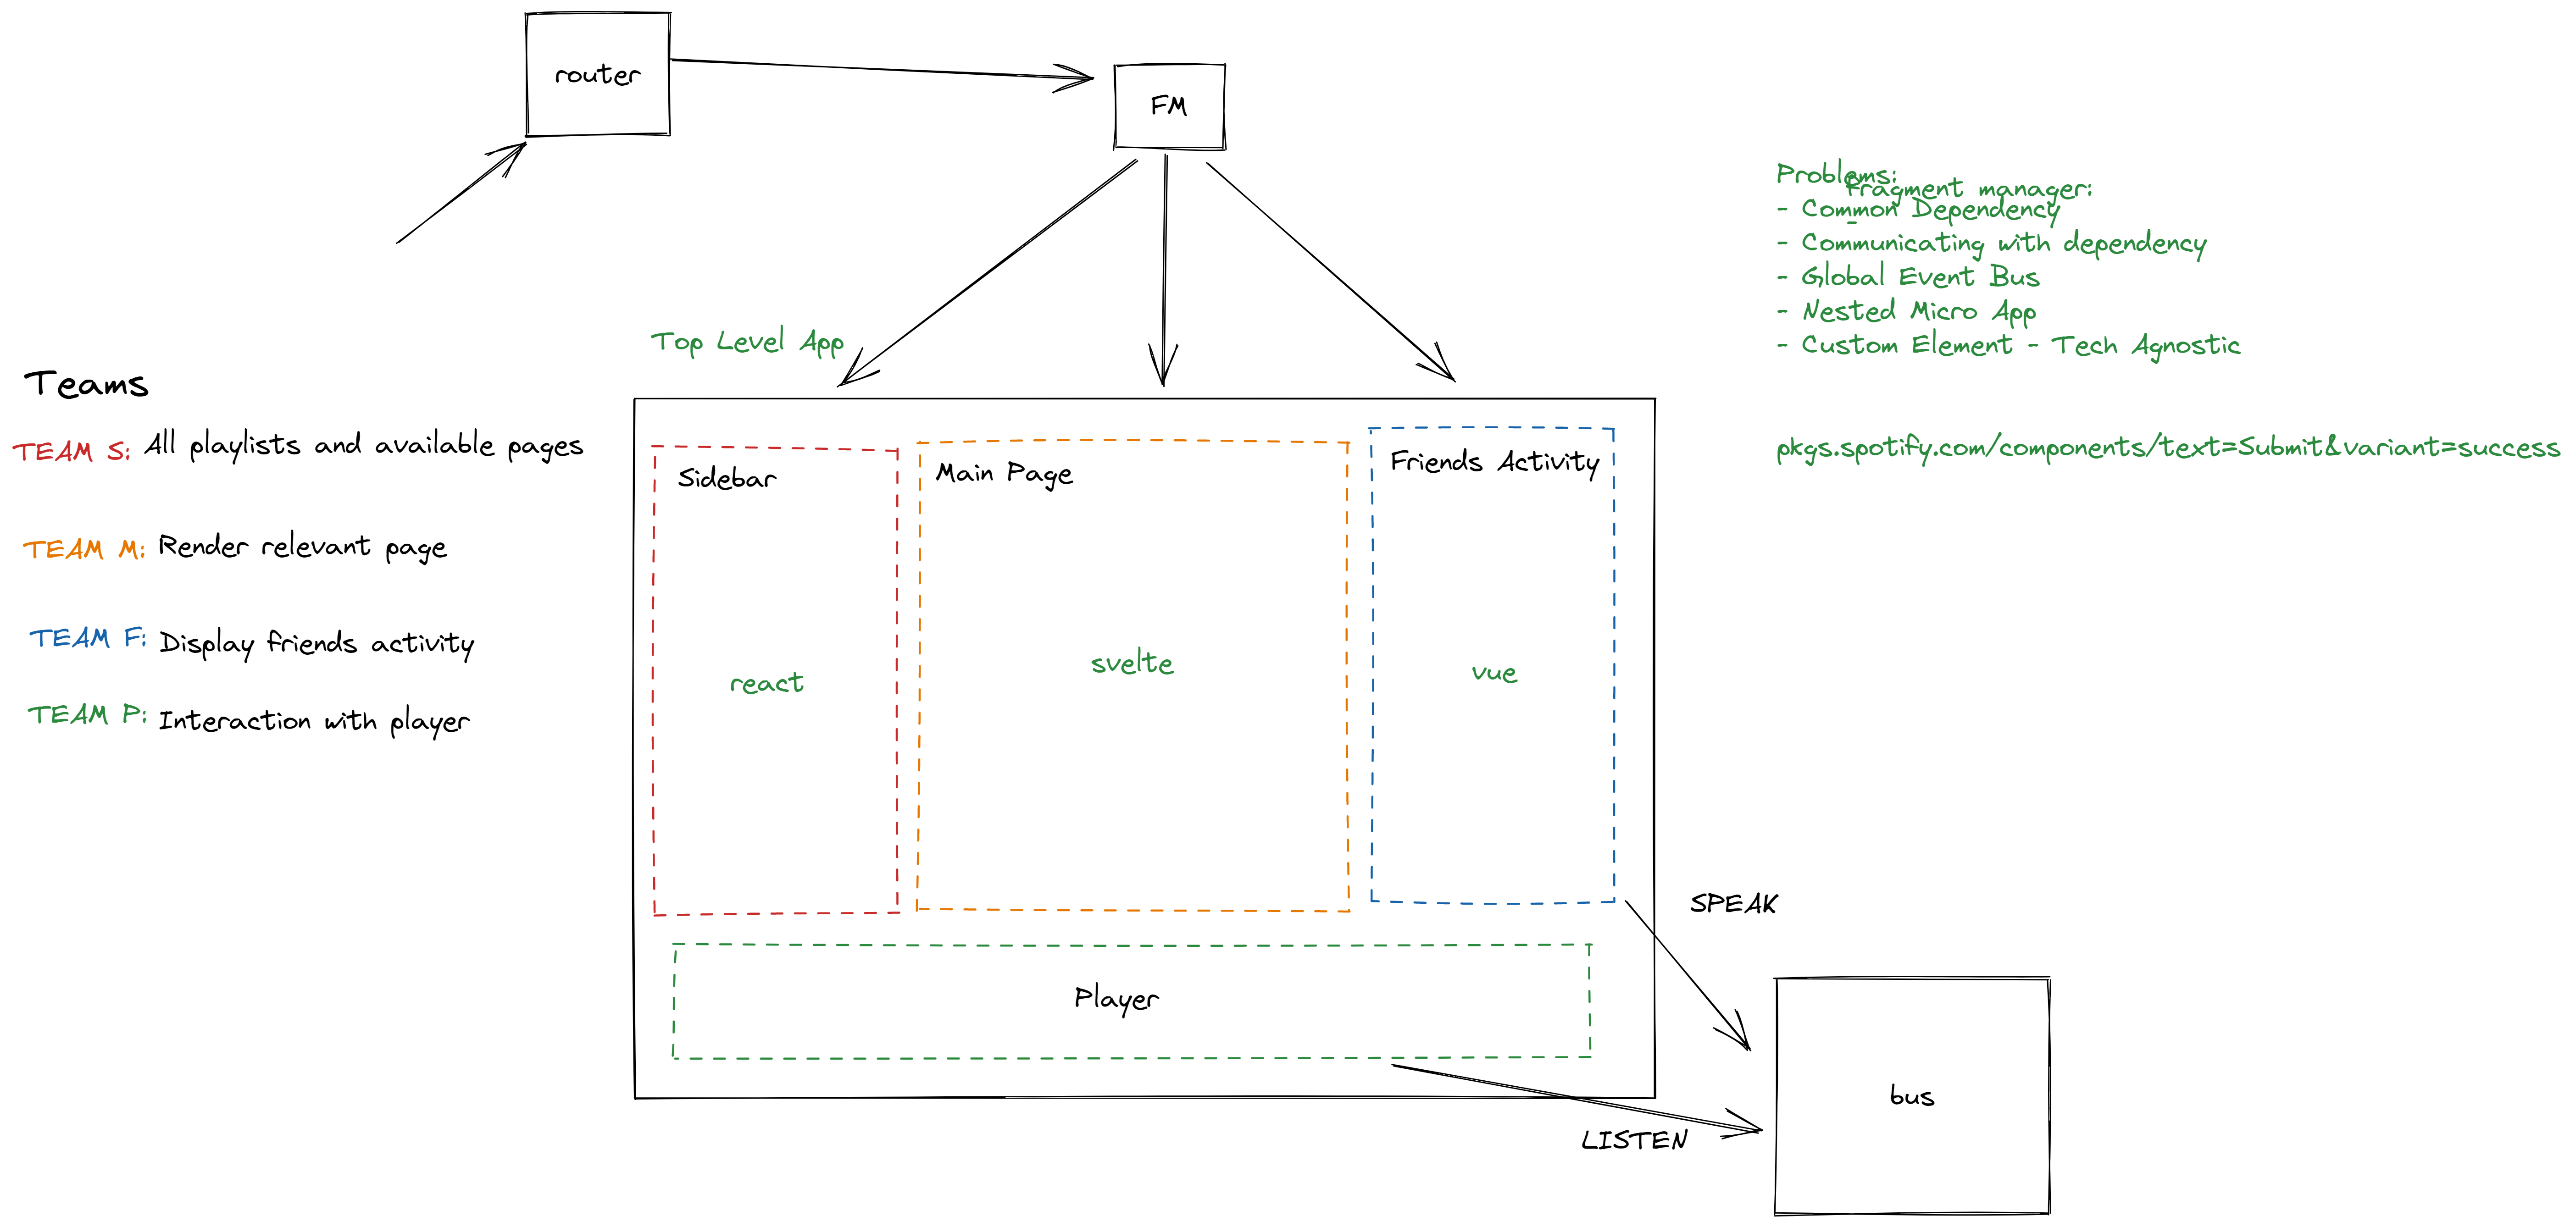 router
FM
Problems:
Fragment manager:
- Common Dependency
-
- Communicating with dependency
- Global Event Bus
- Nested Micro App
- Custom Element - Tech Agnostic
pkgs.spotify.com/components/text=Submit&variant=success
Top Level App
Teams
TEAM S: All playlists and available pages
TEAM M: Render relevant page
TEAM F: Display friends activity
TEAM P: Interaction with player
Sidebar
react
Main Page
svelte
Friends Activity
vue
Player
SPEAK
LISTEN
bus